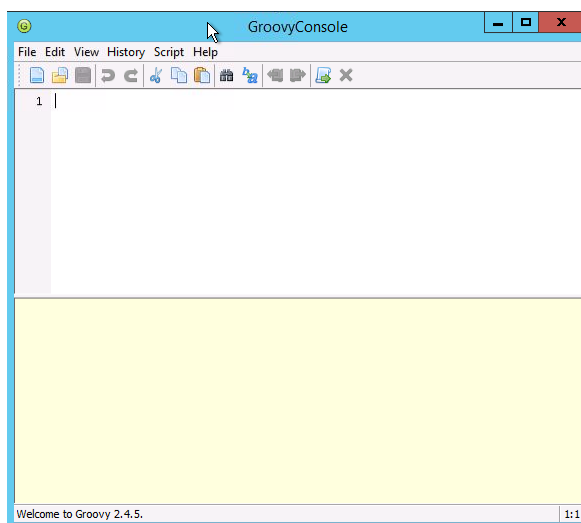 GroovyConsole
File Edit View History Script Help
1
Welcome to Groovy 2.4.5.
1:1